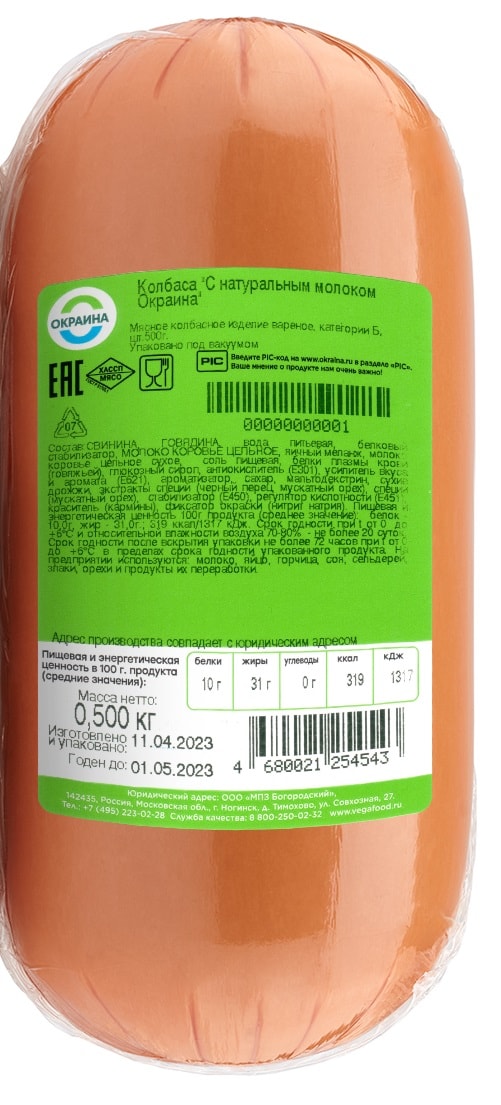 Колбаса "С натуральным молоком
Окраина"
ОКРАИНА
Мясное колбасное изделие вареное, категории Б,
шт.500г.
Упаковано под вакуумом
EAC
ХАССП
МЯСО
PIC
Введите PIC-код на www.okraina.ru в разделе «PIC».
Ваше мнение о продукте нам очень важно!
00000000001
07
Состав: СВИНИНА, ГОВЯДИНА, вода питьевая, белковый
стабилизатор, МОЛОКО КОРОВЬЕ ЦЕЛЬНОЕ, яичный меланж, молоко
коровье цельное сухое, соль пищевая, белки плазмы крови
(говяжьей), глюкозный сироп, антиокислитель (Е301), усилитель вкуса
и аромата (Е621), ароматизатор, сахар, мальтодекстрин, сухие
дрожжи, экстракты специй (черный перец, мускатный орех), специи
(мускатный орех), стабилизатор (Е450), регулятор кислотности (Е451
краситель (кармины), фиксатор окраски (нитрит натрия). Пищевая и
энергетическая ценность 100г продукта (среднее значение): белок -
10,0г, жир - 31,0г.; 319 ккал/1317 кДж. Срок годности при t от 0 до
+6°С и относительной влажности воздуха 70-80% - не более 20 суток
Срок годности после вскрытия упаковки не более 72 часов при t от 0
до +6°С в пределах срока годности упакованного продукта. На
предприятии используются: молоко, яйцо, горчица, соя, сельдерей,
злаки, орехи и продукты их переработки.
Адрес производства совпадает с юридическим адресом
Пищевая и энергетическая
ценность в 100 г. продукта
(средние значения):
белки жиры углеводы ккал кДж
10 г 31 г 0 г 319 1317
Масса нетто:
0,500 кг
Изготовлено
и упаковано: 11.04.2023
Годен до: 01.05.2023
4 680021 254543
Юридический адрес: ООО «МПЗ Богородский»,
142435, Россия, Московская обл., г. Ногинск, д. Тимохово, ул. Совхозная, 27.
Тел.: +7 (495) 223-02-28 Служба качества: 8 800-250-02-32 www.vegafood.ru